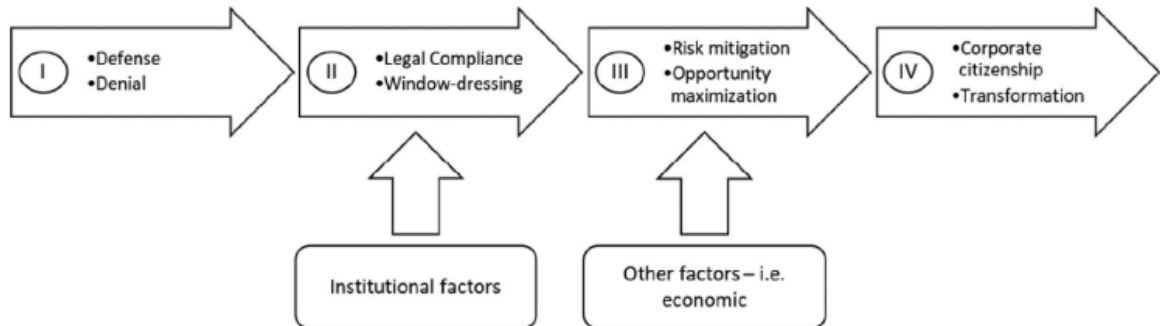 I
•Defense
•Denial
II
•Legal Compliance
•Window-dressing
III
•Risk mitigation
•Opportunity
maximization
IV
•Corporate
citizenship
•Transformation
Institutional factors
Other factors – i.e.
economic